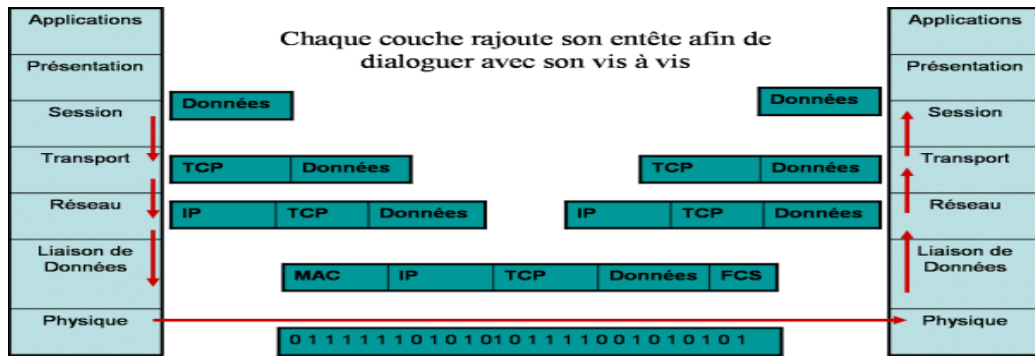 Applications
Présentation
Session
Transport
Réseau
Liaison de
Données
Physique
Chaque couche rajoute son entête afin de
dialoguer avec son vis à vis
Données
Données
TCP Données
TCP Données
IP TCP Données
IP TCP Données
MAC IP TCP Données FCS
0 1 1 1 1 1 1 0 1 0 1 0 1 0 1 1 1 1 0 0 1 0 1 0 1 0 1
Applications
Présentation
Session
Transport
Réseau
Liaison de
Données
Physique